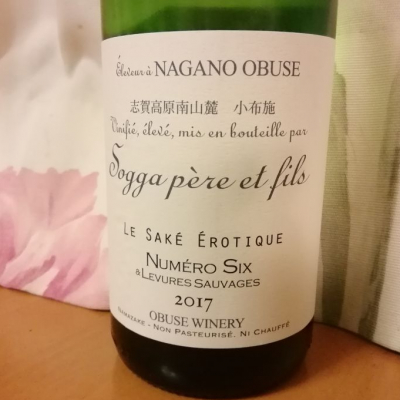 Éleveur à NAGANO OBUSE
志賀高原南山麓 小布施
Vinifié, élevé, mis en bouteille par
Sogga père et fils
LE SAKÉ ÉROTIQUE
NUMÉRO SIX
à LEVURES SAUVAGES
2017
OBUSE WINERY
NAMAZAKE - NON PASTEURISÉ, NI CHAUFFÉ